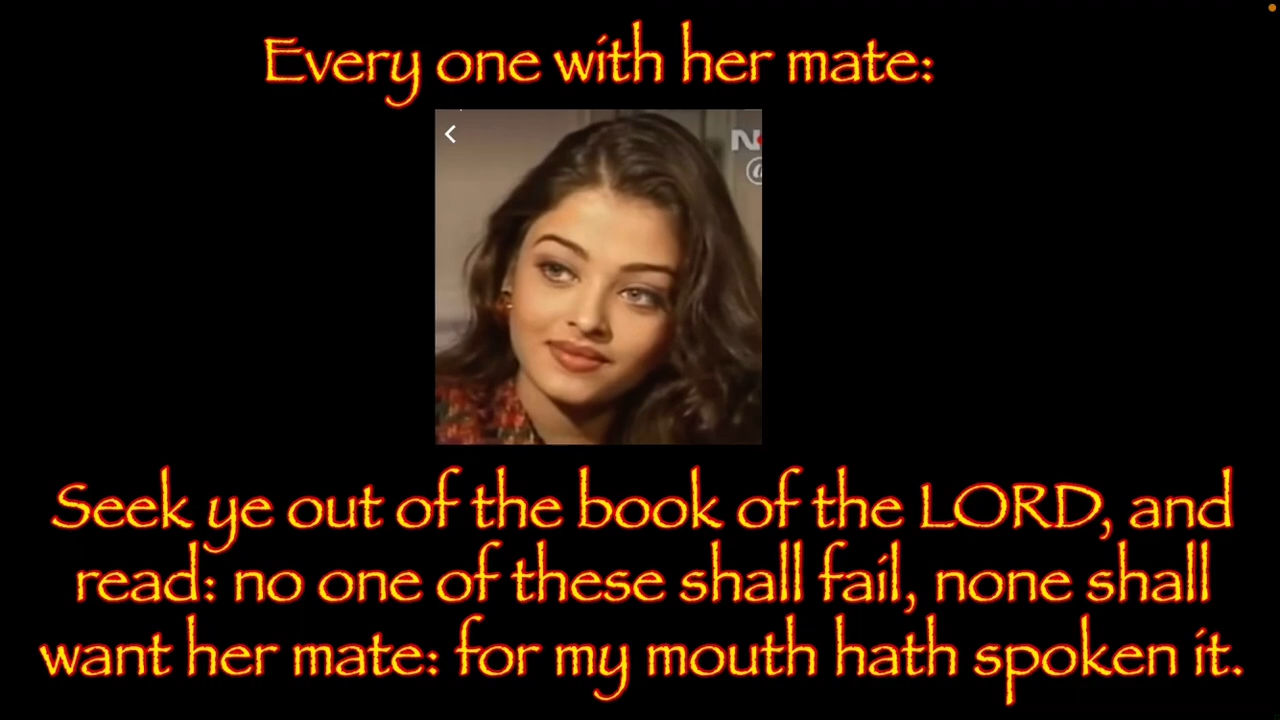 Every one with her mate:
Seek ye out of the book of the LORD, and
read: no one of these shall fail, none shall
want her mate: for my mouth hath spoken it.